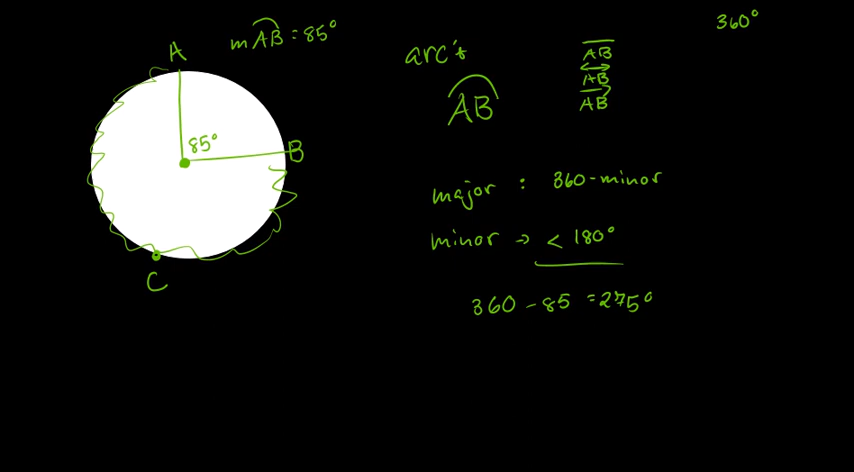 360°
m AB = 85°
A
arc's
AB
AB
AB
AB
85°
B
major : 360-minor
minor → < 180°
C
360 - 85 = 275°